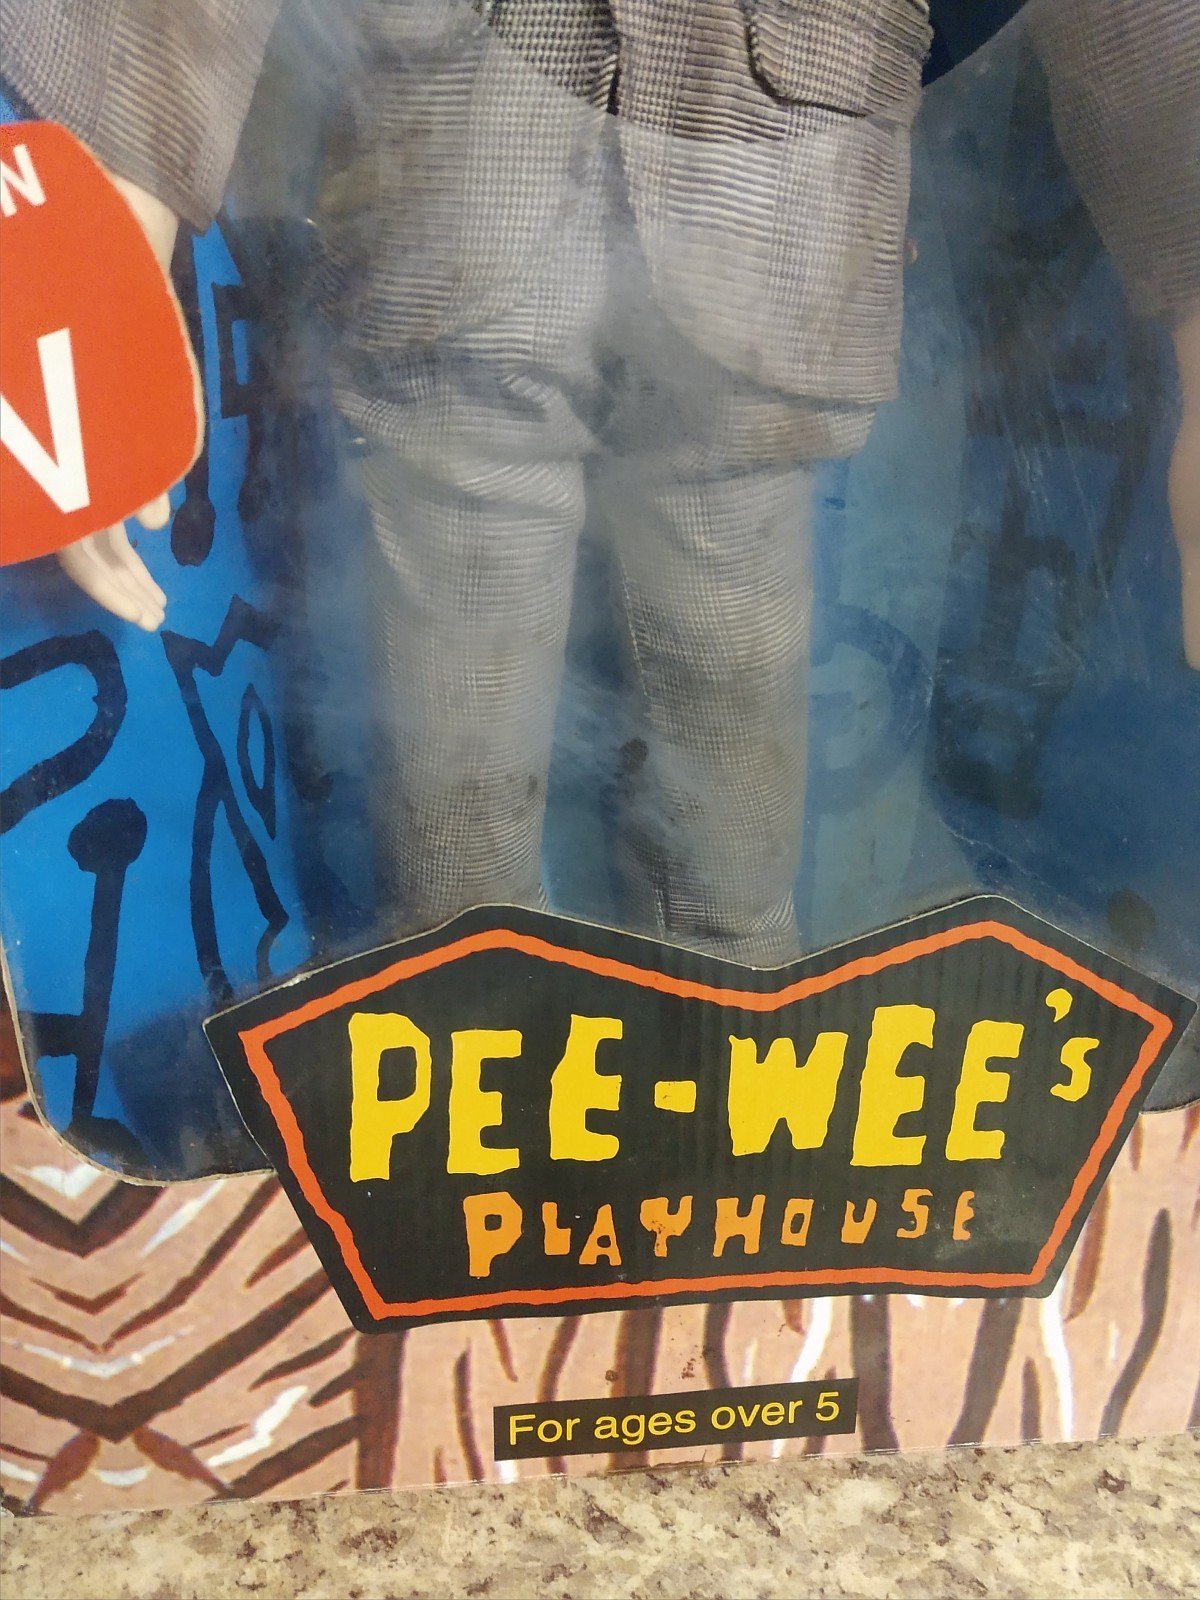 N
V
PEE-WEE'S
PLAYHOUSE
For ages over 5